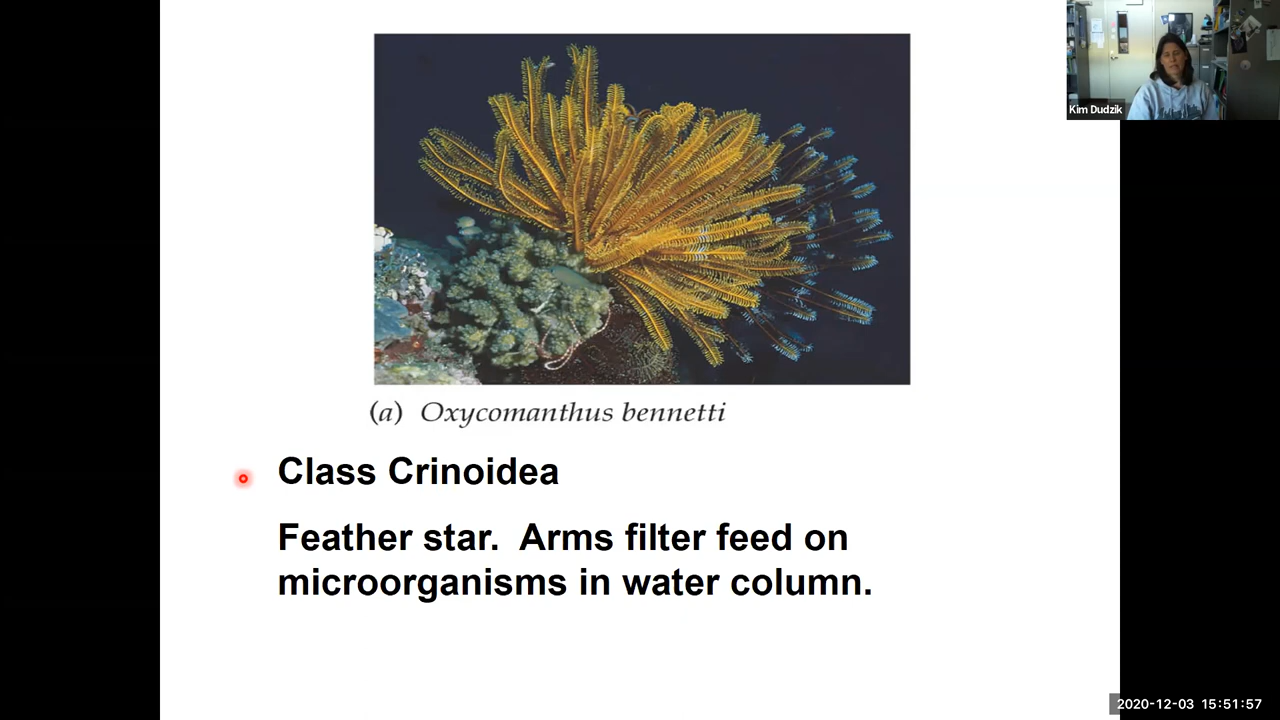 Kim Dudzik
(a) Oxycomanthus bennetti
Class Crinoidea
Feather star. Arms filter feed on
microorganisms in water column.
2020-12-03 15:51:57